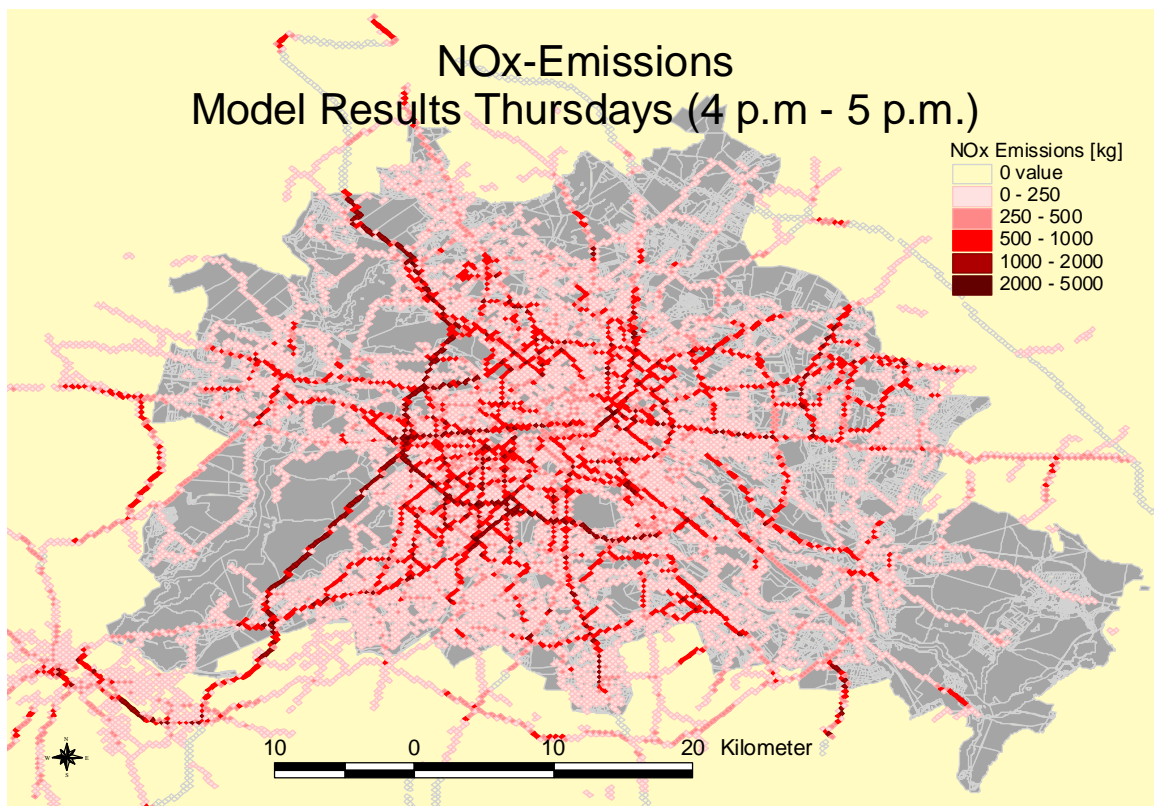 NOx-Emissions
Model Results Thursdays (4 p.m - 5 p.m.)
NOx Emissions [kg]
0 value
0 - 250
250 - 500
500 - 1000
1000 - 2000
2000 - 5000
N
W E
S
10 0 10 20 Kilometer